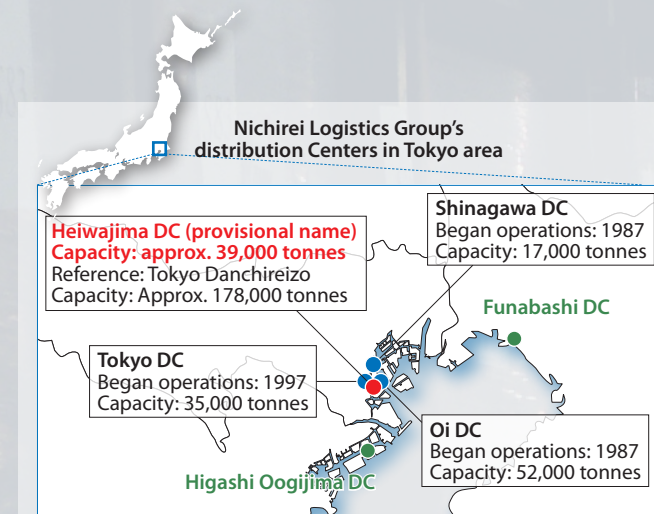 Nichirei Logistics Group's
distribution Centers in Tokyo area
Shinagawa DC
Began operations: 1987
Capacity: 17,000 tonnes
Heiwajima DC (provisional name)
Capacity: approx. 39,000 tonnes
Reference: Tokyo Danchireizo
Capacity: Approx. 178,000 tonnes
Funabashi DC
Tokyo DC
Began operations: 1997
Capacity: 35,000 tonnes
Oi DC
Began operations: 1987
Capacity: 52,000 tonnes
Higashi Oogijima DC